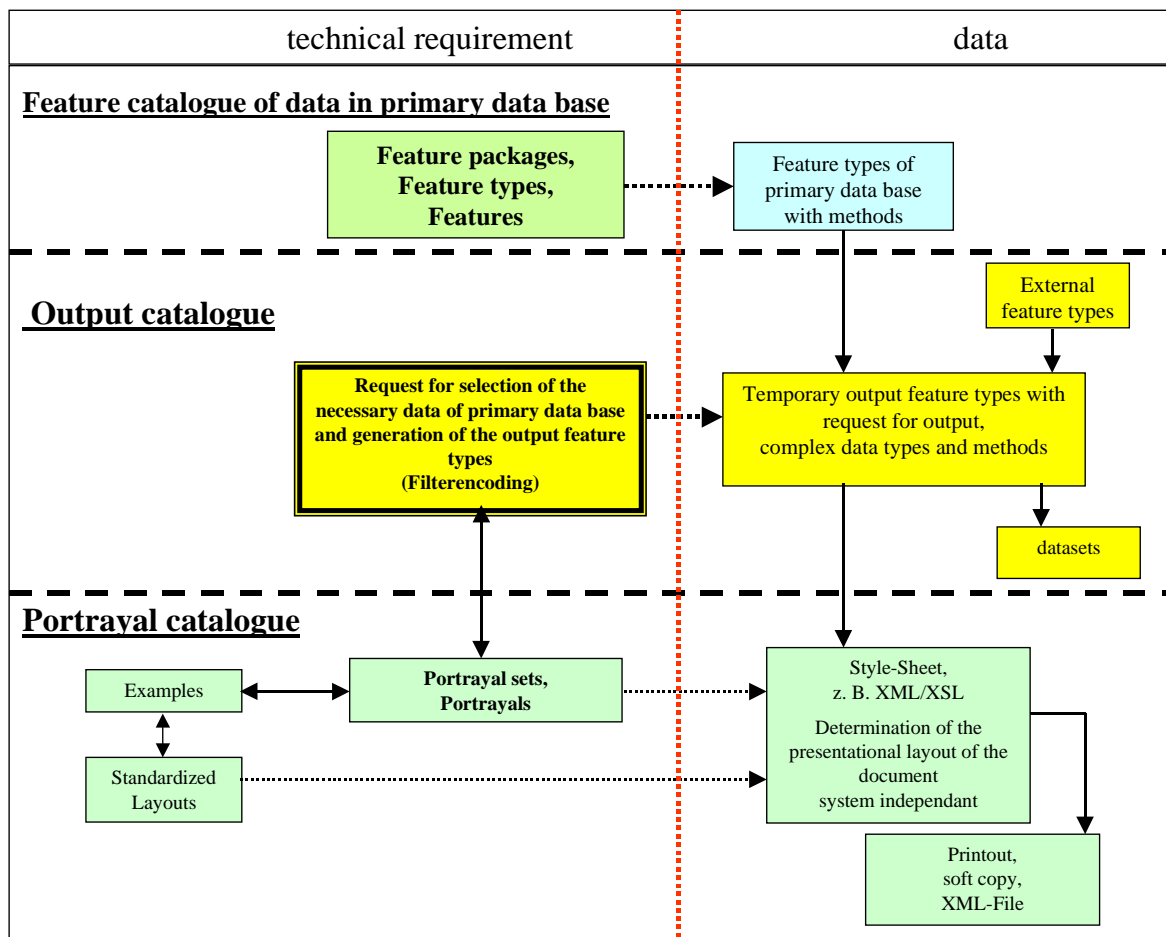 technical requirement
data
Feature catalogue of data in primary data base
Feature packages,
Feature types,
Features
Feature types of
primary data base
with methods
Output catalogue
External
feature types
Request for selection of the
necessary data of primary data base
and generation of the output feature
types
(Filterencoding)
Temporary output feature types with
request for output,
complex data types and methods
datasets
Portrayal catalogue
Examples
Portrayal sets,
Portrayals
Standardized
Layouts
Style-Sheet,
z. B. XML/XSL
Determination of the
presentational layout of the
document
system independant
Printout,
soft copy,
XML-File